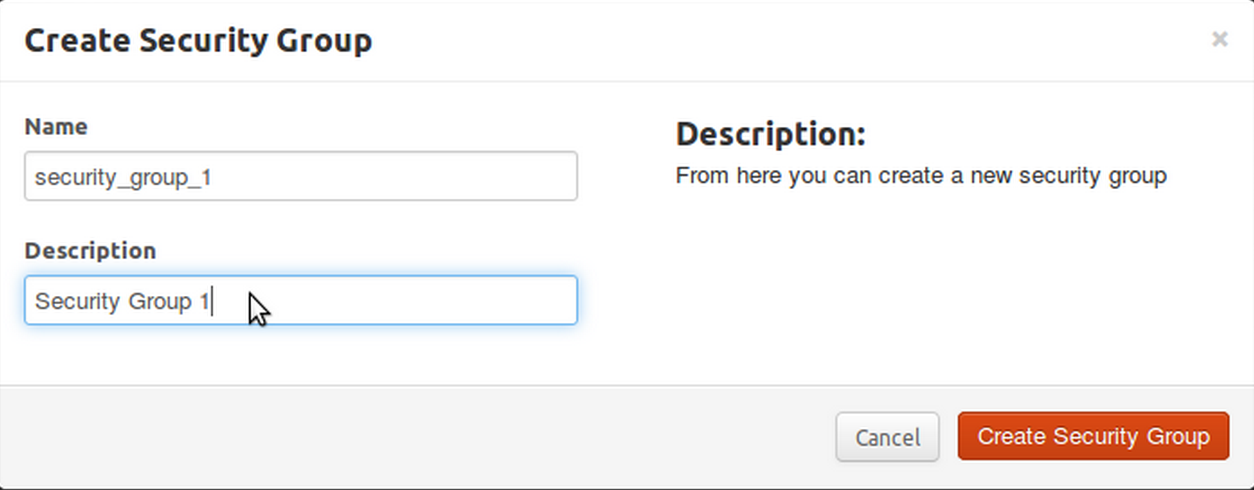 Create Security Group
×
Name
security_group_1
Description
Security Group 1
Description:
From here you can create a new security group
Cancel
Create Security Group